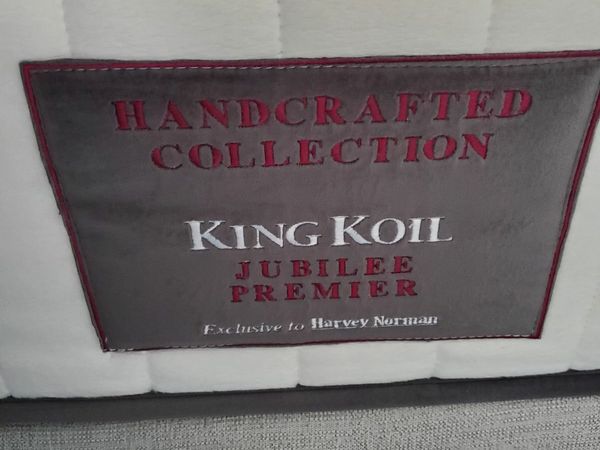 HANDCRAFTED
COLLECTION
KING KOIL
JUBILEE
PREMIER
Exclusive to Harvey Norman